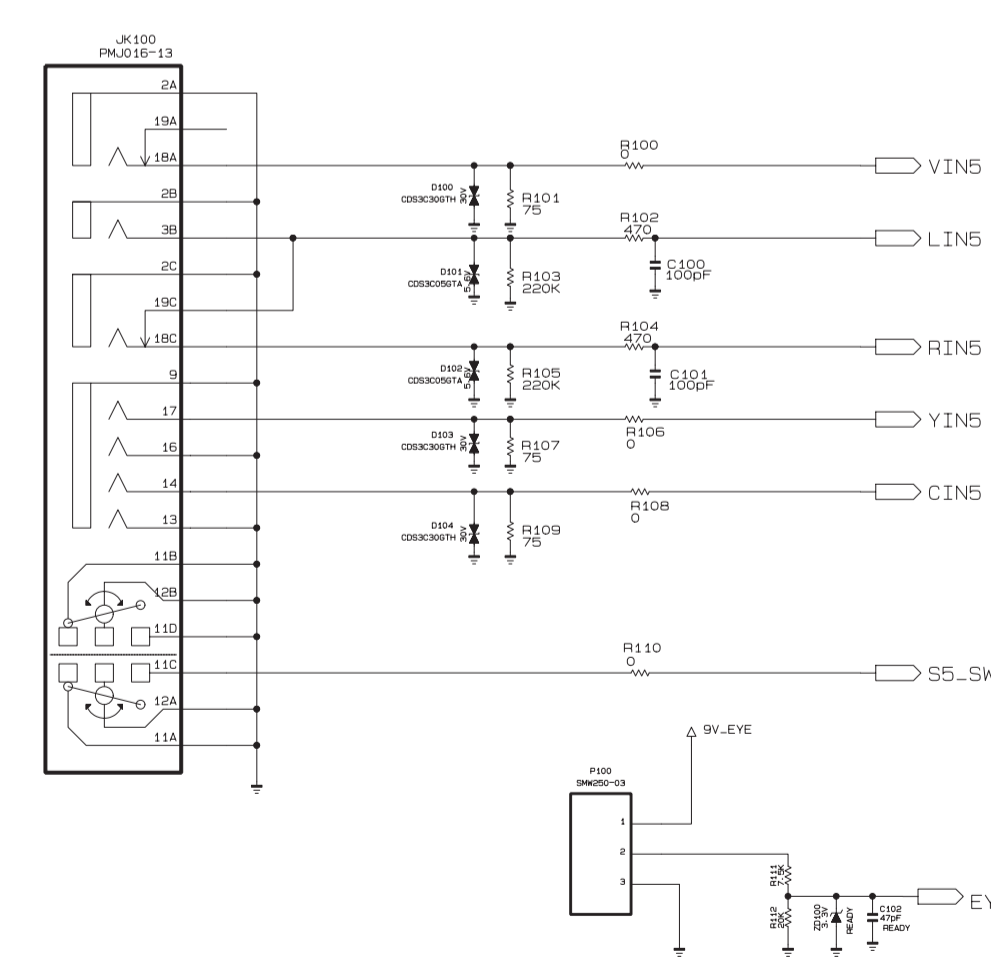 JK100
PMJ016-13
2A
19A
18A
2B
3B
2C
19C
18C
9
17
16
14
13
11B
12B
11D
11C
12A
11A
R100
0
VIN5
D100
CDS3C30GTH
30V
R101
75
R102
470
LIN5
D101
CDS3C05GTA
5.6V
R103
220K
C100
100pF
R104
470
RIN5
D102
CDS3C05GTA
5.6V
R105
220K
C101
100pF
YIN5
R106
0
D103
CDS3C30GTH
30V
R107
75
CIN5
R108
0
D104
CDS3C30GTH
30V
R109
75
R110
0
S5_SW
9V_EYE
P100
SMW250-03
1
2
3
R111
7.5K
R112
20K
ZD100
3.3V
READY
C102
47pF
READY
EY